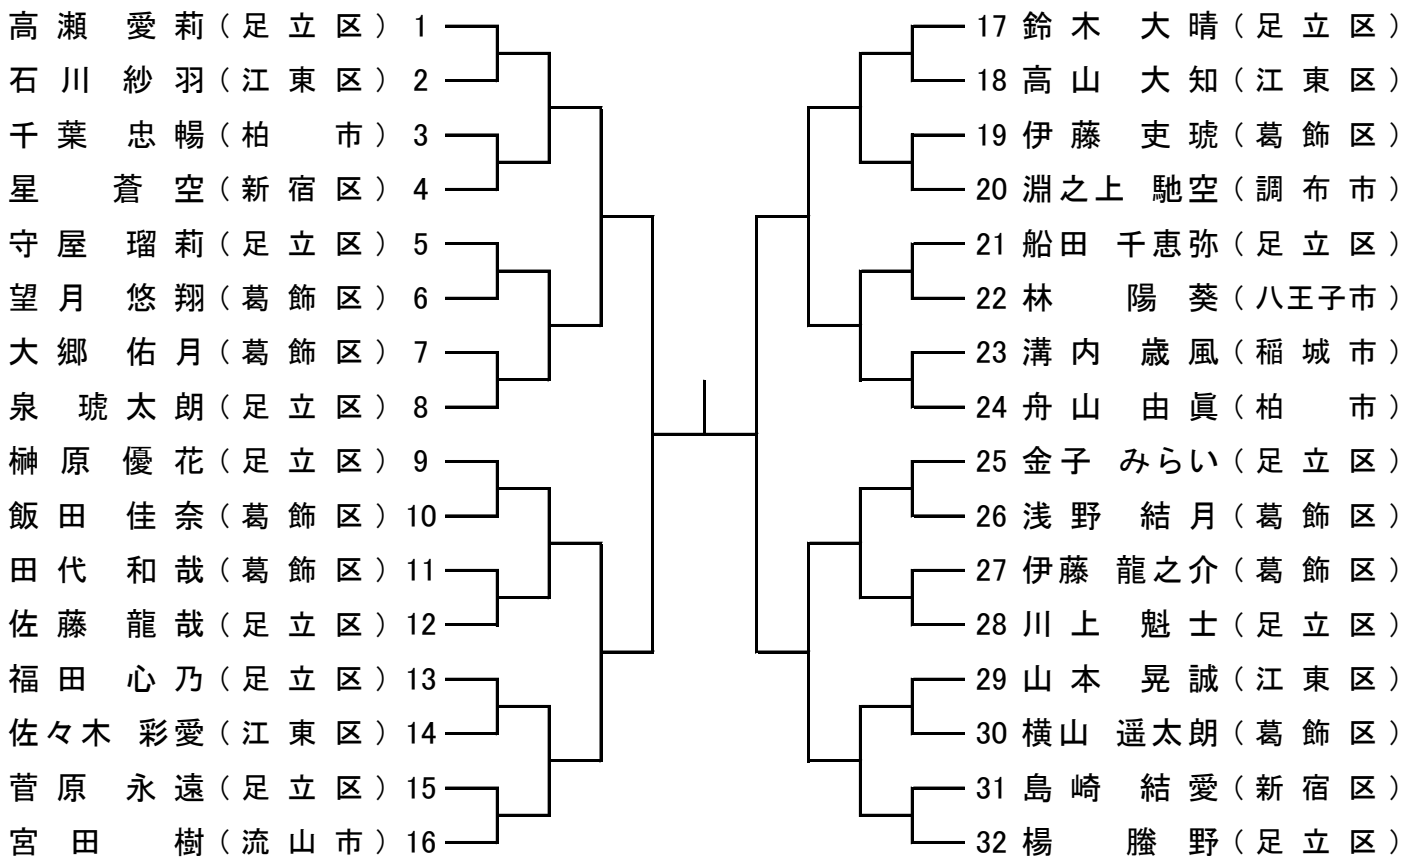 高瀬 愛莉(足立区) 1
石川紗羽(江東区) 2
千葉 忠暢(柏 市) 3
星 蒼空(新宿区) 4
守屋 瑠莉(足立区) 5
望月 悠翔(葛飾区) 6
大郷 佑月(葛飾区) 7
泉 琥太朗(足立区) 8
榊原 優花(足立区) 9
飯田 佳奈(葛飾区) 10
田代 和哉(葛飾区) 11
佐藤 龍哉(足立区) 12
福田 心乃(足立区) 13
佐々木 彩愛(江東区) 14
菅原 永遠(足立区) 15
宮田 樹(流山市) 16
17 鈴木 大晴(足立区)
18 高山 大知(江東区)
19 伊藤 吏琥(葛飾区)
20 淵之上 馳空(調布市)
21 船田 千恵弥(足立区)
22 林 陽葵(八王子市)
23 溝内 歳風(稲城市)
24 舟山 由眞(柏 市)
25 金子 みらい(足立区)
26 浅野 結月(葛飾区)
27 伊藤 龍之介(葛飾区)
28 川上 魁士(足立区)
29 山本 晃誠(江東区)
30 横山 遥太朗(葛飾区)
31 島崎 結愛(新宿区)
32 楊 塍野(足立区)